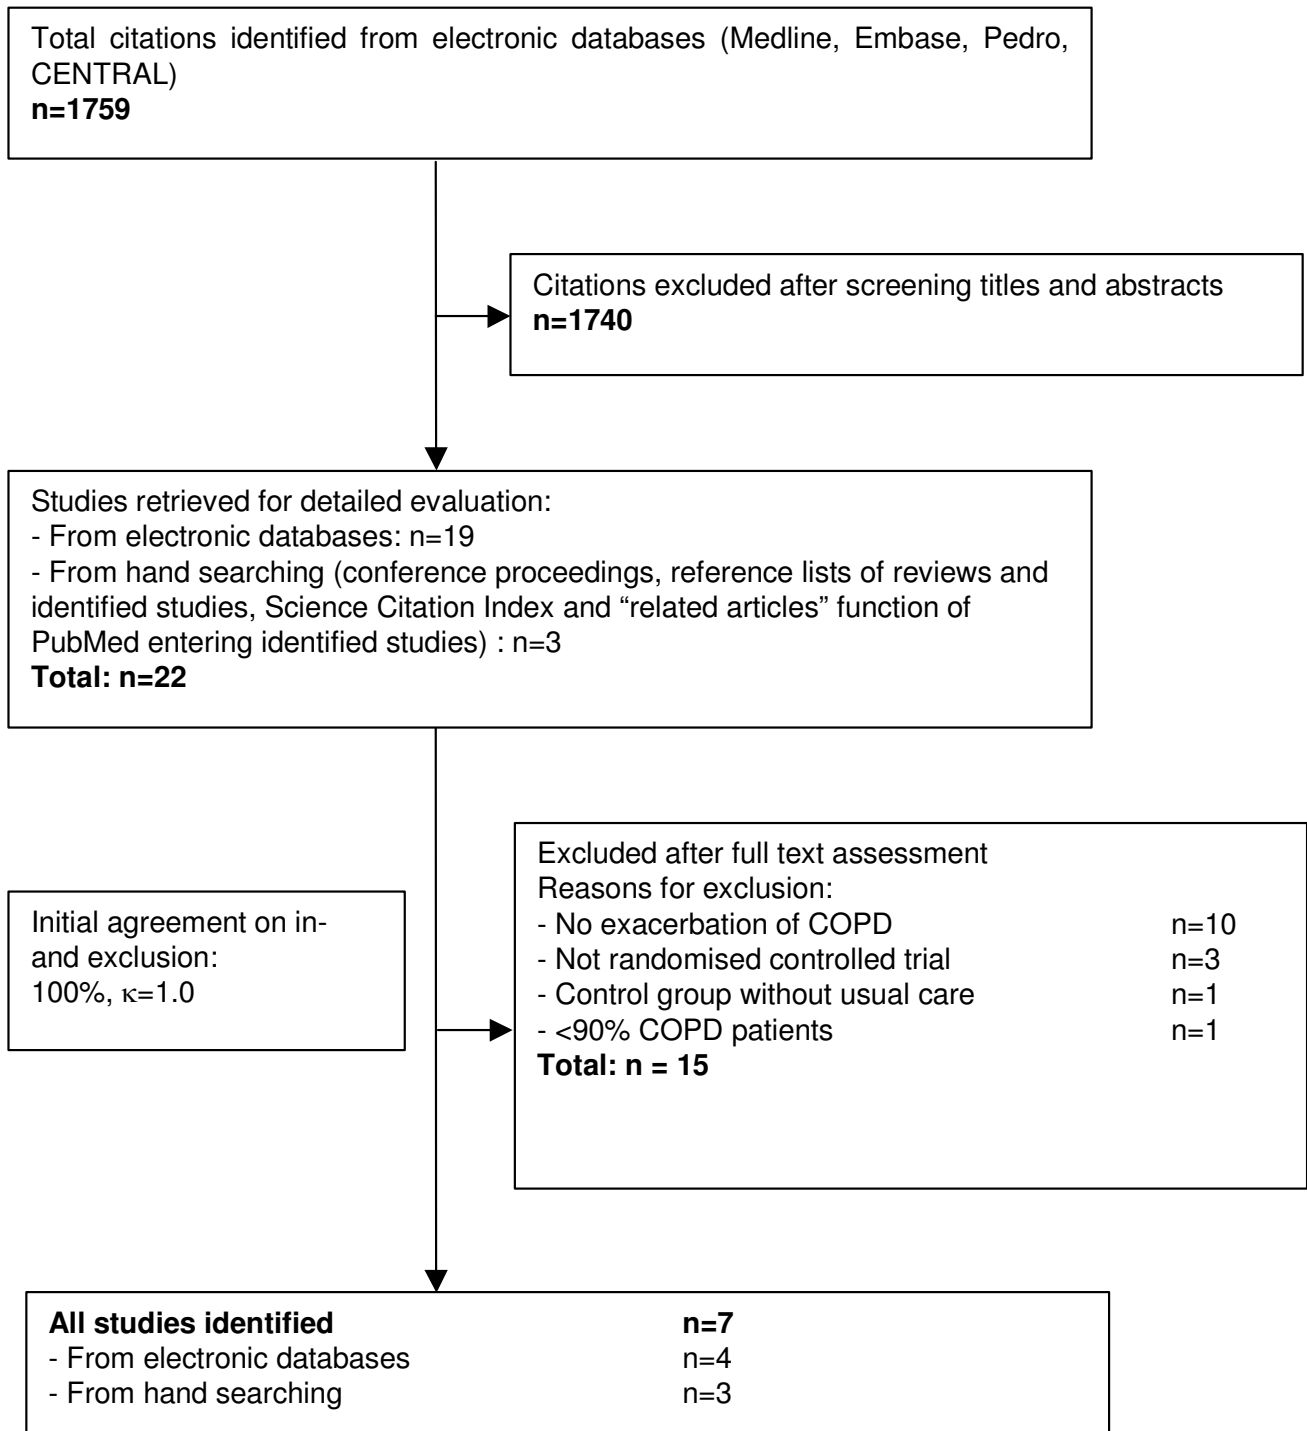 Total citations identified from electronic databases (Medline, Embase, Pedro,
CENTRAL)
n=1759
Citations excluded after screening titles and abstracts
n=1740
Studies retrieved for detailed evaluation:
- From electronic databases: n=19
- From hand searching (conference proceedings, reference lists of reviews and
identified studies, Science Citation Index and “related articles” function of
PubMed entering identified studies) : n=3
Total: n=22
Initial agreement on in-
and exclusion:
100%, κ=1.0
Excluded after full text assessment
Reasons for exclusion:
- No exacerbation of COPD n=10
- Not randomised controlled trial n=3
- Control group without usual care n=1
- <90% COPD patients n=1
Total: n = 15
All studies identified n=7
- From electronic databases n=4
- From hand searching n=3